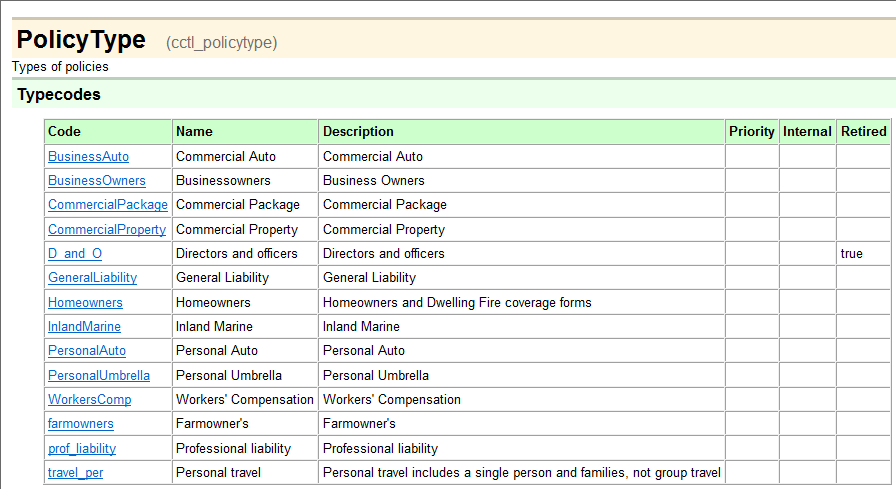 PolicyType (cctl_policytype)
Types of policies
Typecodes
Code Name Description Priority Internal Retired
BusinessAuto Commercial Auto Commercial Auto
BusinessOwners Businessowners Business Owners
CommercialPackage Commercial Package Commercial Package
CommercialProperty Commercial Property Commercial Property
D_and_O Directors and officers Directors and officers true
GeneralLiability General Liability General Liability
Homeowners Homeowners Homeowners and Dwelling Fire coverage forms
InlandMarine Inland Marine Inland Marine
PersonalAuto Personal Auto Personal Auto
PersonalUmbrella Personal Umbrella Personal Umbrella
WorkersComp Workers' Compensation Workers' Compensation
farmowners Farmowner's Farmowner's
prof_liability Professional liability Professional liability
travel_per Personal travel Personal travel includes a single person and families, not group travel